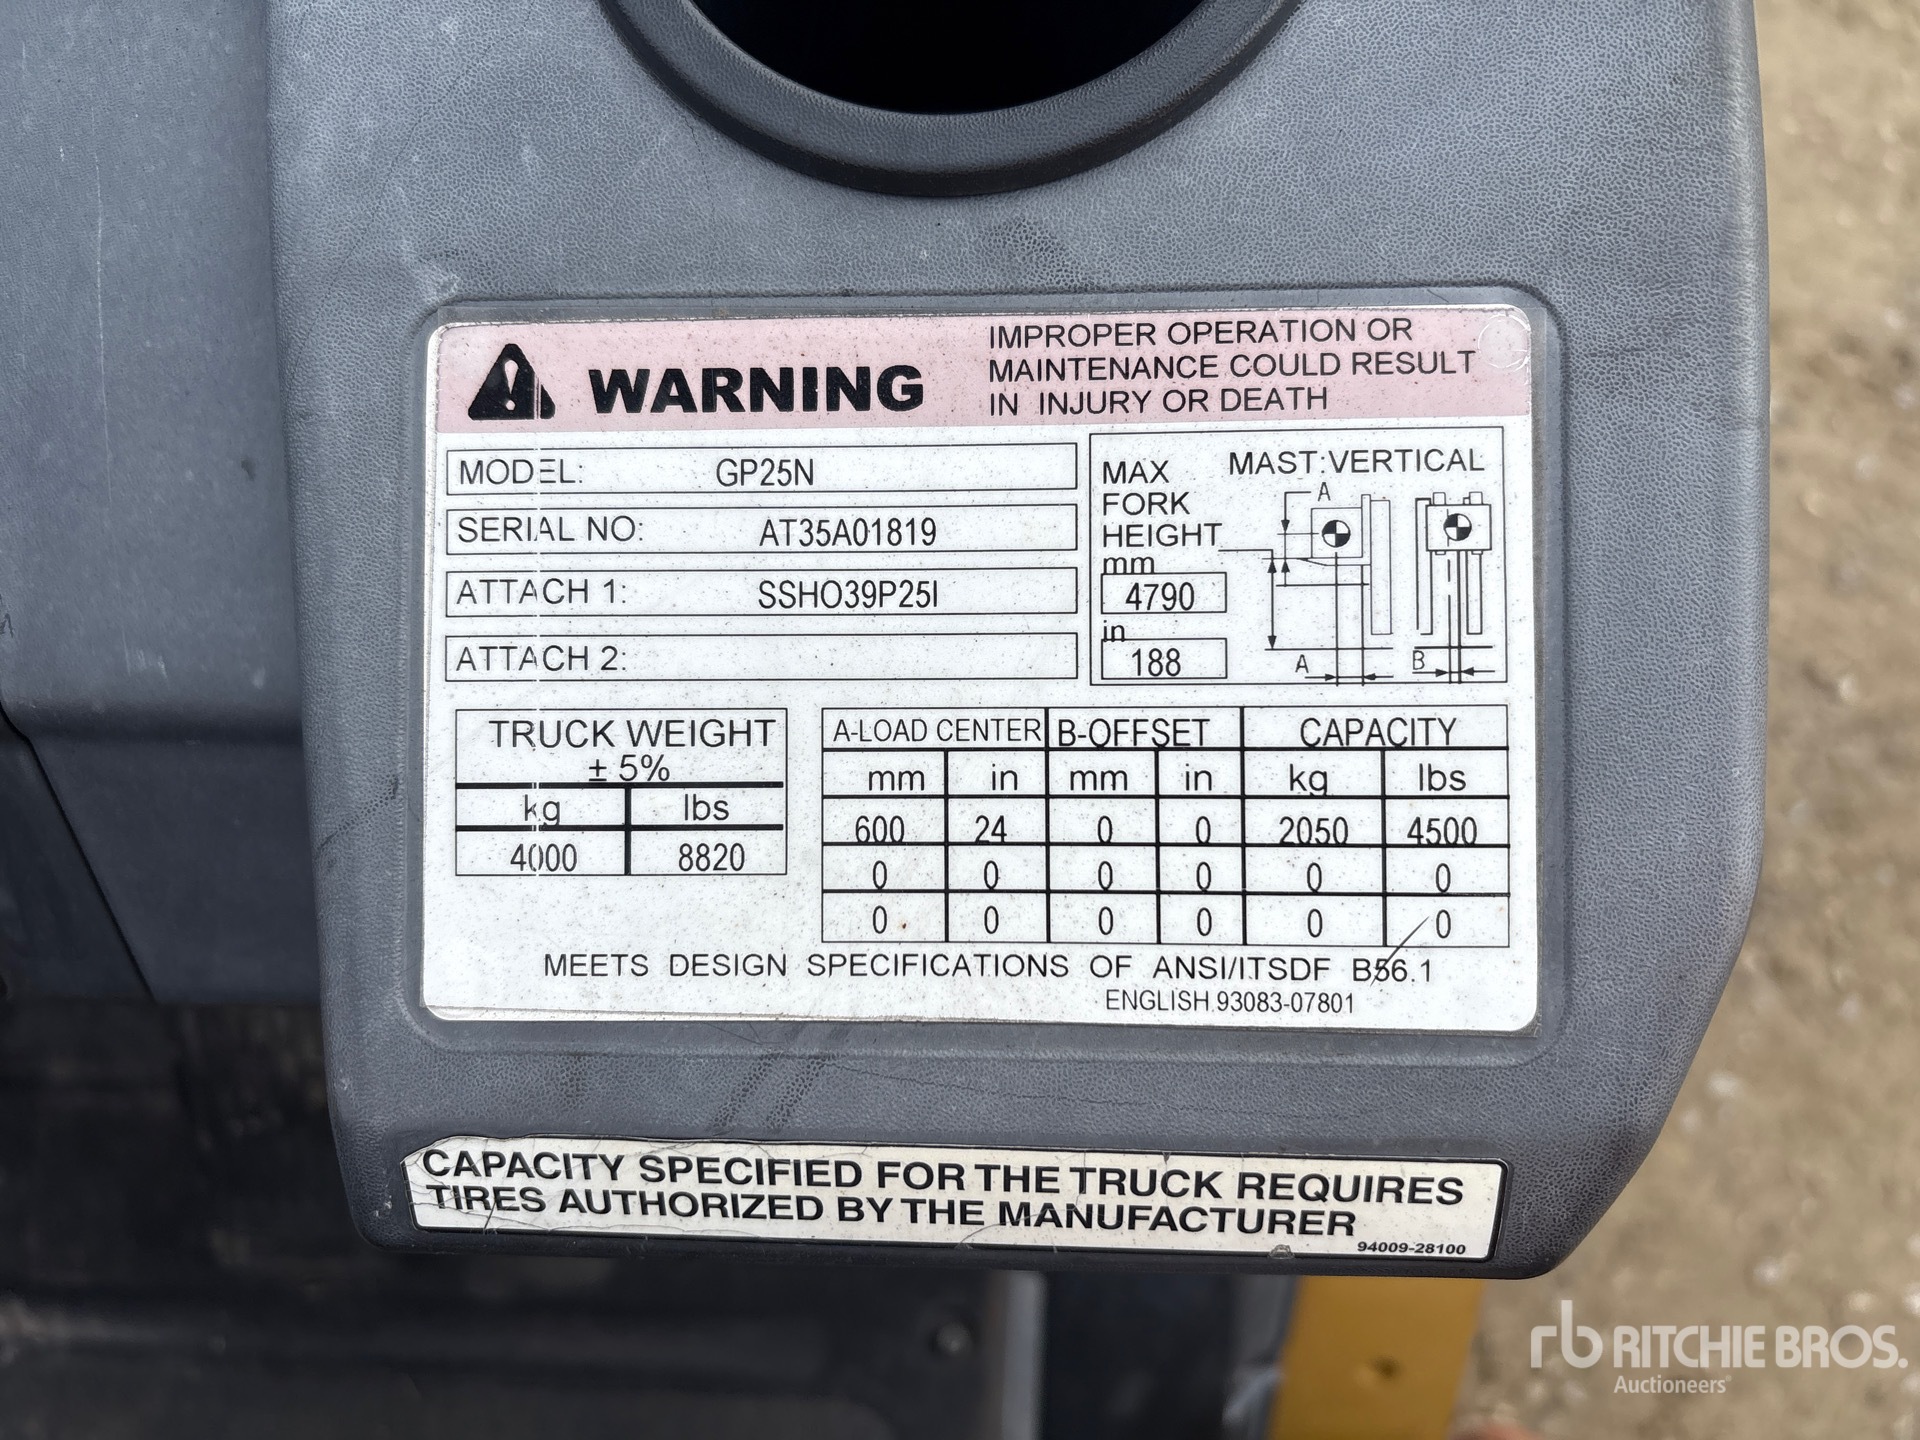 WARNING
IMPROPER OPERATION OR
MAINTENANCE COULD RESULT
IN INJURY OR DEATH
MODEL: GP25N
SERIAL NO: AT35A01819
ATTACH 1: SSHO39P25I
ATTACH 2:
MAX
FORK
HEIGHT
mm
4790
in
188
MAST:VERTICAL
A
A
B
TRUCK WEIGHT
± 5%
kg lbs
4000 8820
A-LOAD CENTER B-OFFSET CAPACITY
mm in mm in kg lbs
600 24 0 0 2050 4500
0 0 0 0 0 0
0 0 0 0 0 0
MEETS DESIGN SPECIFICATIONS OF ANSI/ITSDF B56.1
ENGLISH 93083-07801
CAPACITY SPECIFIED FOR THE TRUCK REQUIRES
TIRES AUTHORIZED BY THE MANUFACTURER
94009-28100
rb RITCHIE BROS.
Auctioneers